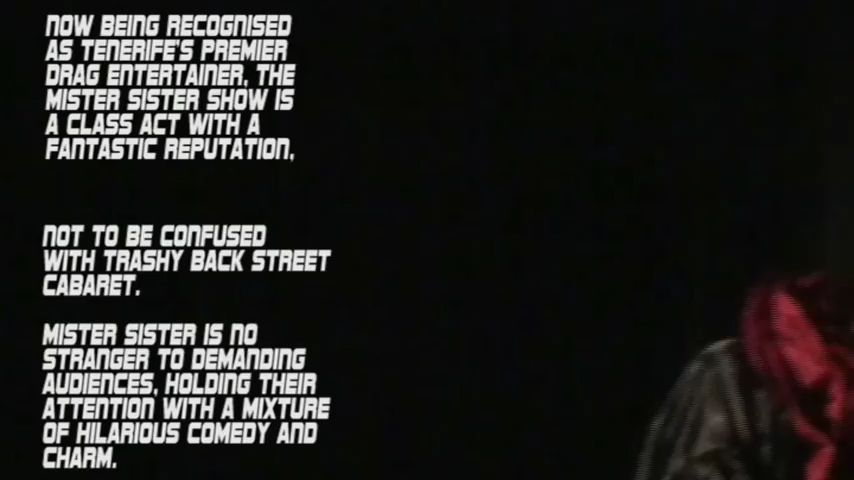 NOW BEING RECOGNISED
AS TENERIFE'S PREMIER
DRAG ENTERTAINER, THE
MISTER SISTER SHOW IS
A CLASS ACT WITH A
FANTASTIC REPUTATION,
NOT TO BE CONFUSED
WITH TRASHY BACK STREET
CABARET.
MISTER SISTER IS NO
STRANGER TO DEMANDING
AUDIENCES, HOLDING THEIR
ATTENTION WITH A MIXTURE
OF HILARIOUS COMEDY AND
CHARM.